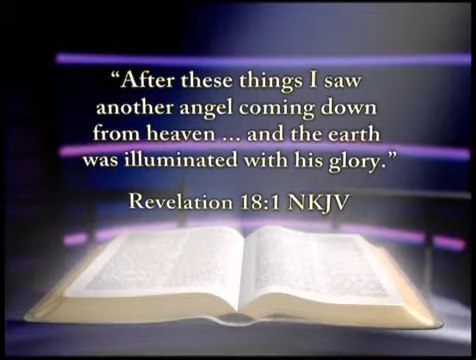 “After these things I saw
another angel coming down
from heaven ... and the earth
was illuminated with his glory.”
Revelation 18:1 NKJV